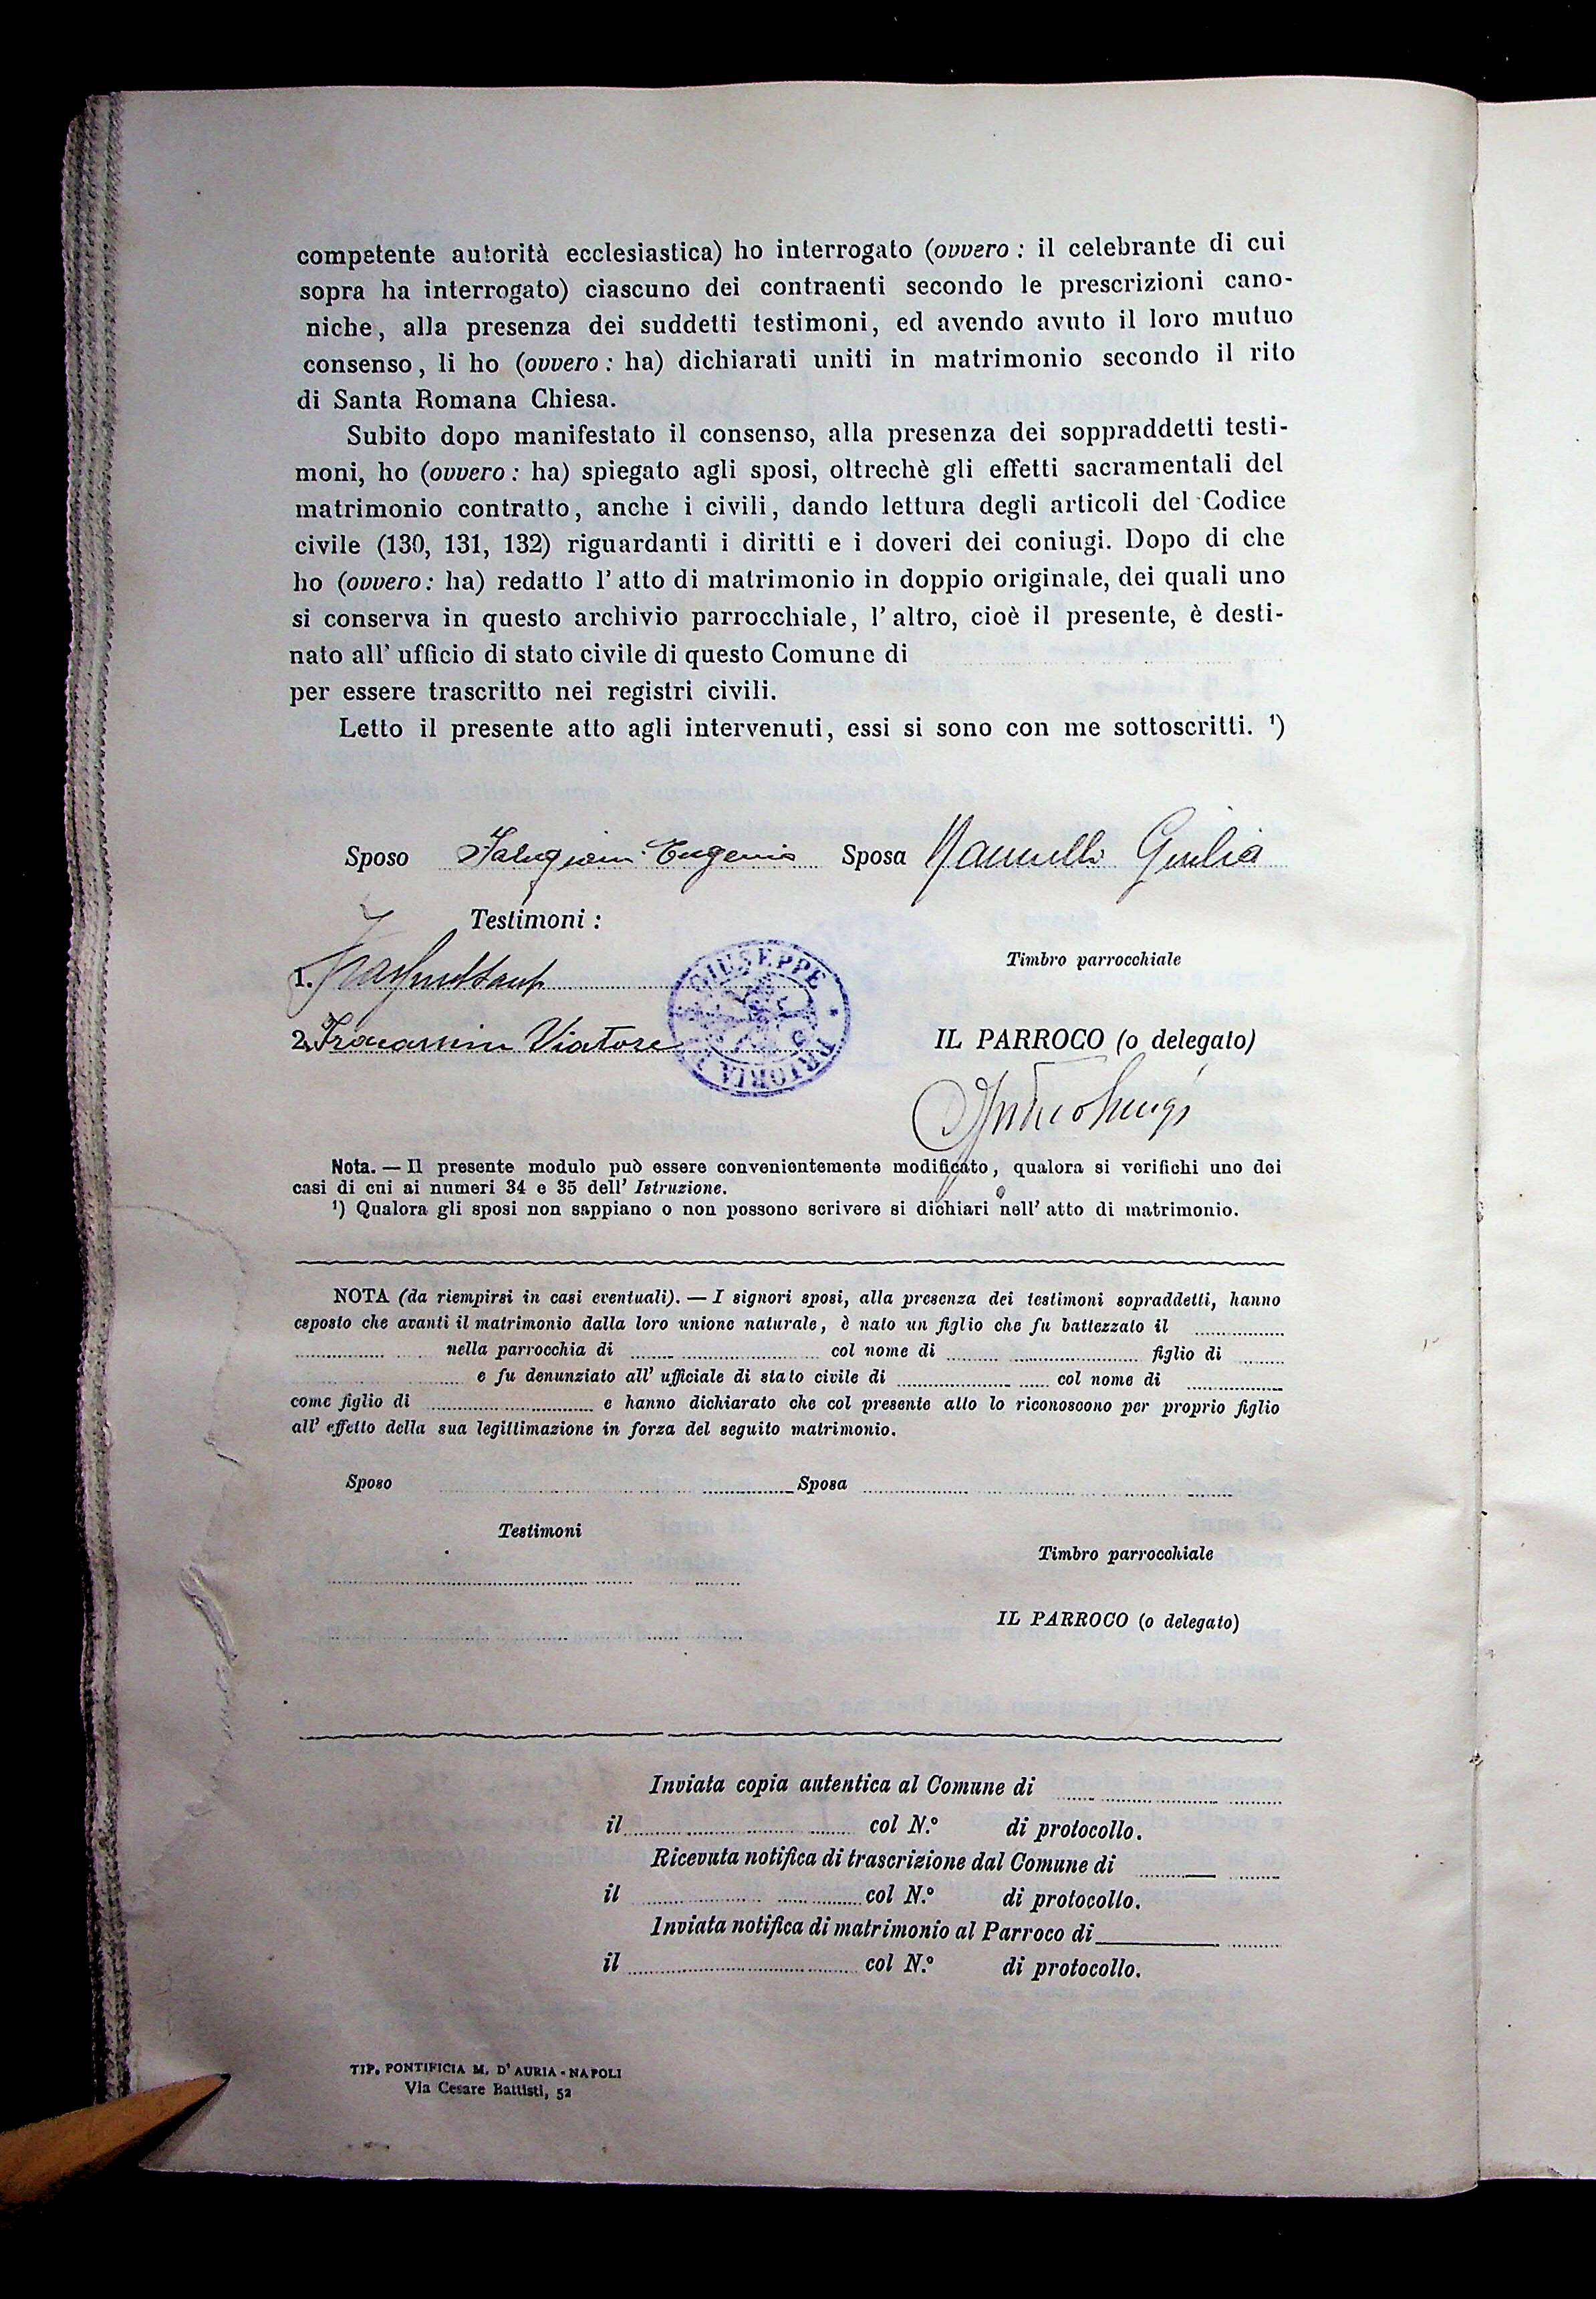 competente autorità ecclesiastica) ho interrogato (ovvero : il celebrante di cui
sopra ha interrogato) ciascuno dei contraenti secondo le prescrizioni cano-
niche, alla presenza dei suddetti testimoni, ed avendo avuto il loro mutuo
consenso, li ho (ovvero : ha) dichiarati uniti in matrimonio secondo il rito
di Santa Romana Chiesa.
Subito dopo manifestato il consenso, alla presenza dei soppraddetti testi-
moni, ho (ovvero : ha) spiegato agli sposi, oltrechè gli effetti sacramentali del
matrimonio contratto, anche i civili, dando lettura degli articoli del Codice
civile (130, 131, 132) riguardanti i diritti e i doveri dei coniugi. Dopo di che
ho (ovvero : ha) redatto l' atto di matrimonio in doppio originale, dei quali uno
si conserva in questo archivio parrocchiale, l' altro, cioè il presente, è desti-
nato all' ufficio di stato civile di questo Comune di
per essere trascritto nei registri civili.
Letto il presente atto agli intervenuti, essi si sono con me sottoscritti. ¹)
Sposo Eugenio Sposa Giulia
Testimoni :
Timbro parrocchiale
1.
GIUSEPPE
2. Viatore
IL PARROCO (o delegato)
Nota. — Il presente modulo può essere convenientemente modificato, qualora si verifichi uno dei
casi di cui ai numeri 34 e 35 dell' Istruzione.
¹) Qualora gli sposi non sappiano o non possono scrivere si dichiari nell' atto di matrimonio.
NOTA (da riempirsi in casi eventuali). — I signori sposi, alla presenza dei testimoni sopraddetti, hanno
esposto che avanti il matrimonio dalla loro unione naturale, è nato un figlio che fu battezzato il
nella parrocchia di col nome di figlio di
e fu denunziato all' ufficiale di stato civile di col nome di
come figlio di e hanno dichiarato che col presente atto lo riconoscono per proprio figlio
all' effetto della sua legittimazione in forza del seguito matrimonio.
Sposo Sposa
Testimoni
Timbro parrocchiale
IL PARROCO (o delegato)
Inviata copia autentica al Comune di
il col N.º di protocollo.
Ricevuta notifica di trascrizione dal Comune di
il col N.º di protocollo.
Inviata notifica di matrimonio al Parroco di
il col N.º di protocollo.
TIP. PONTIFICIA M. D' AURIA - NAPOLI
Via Cesare Battisti, 52